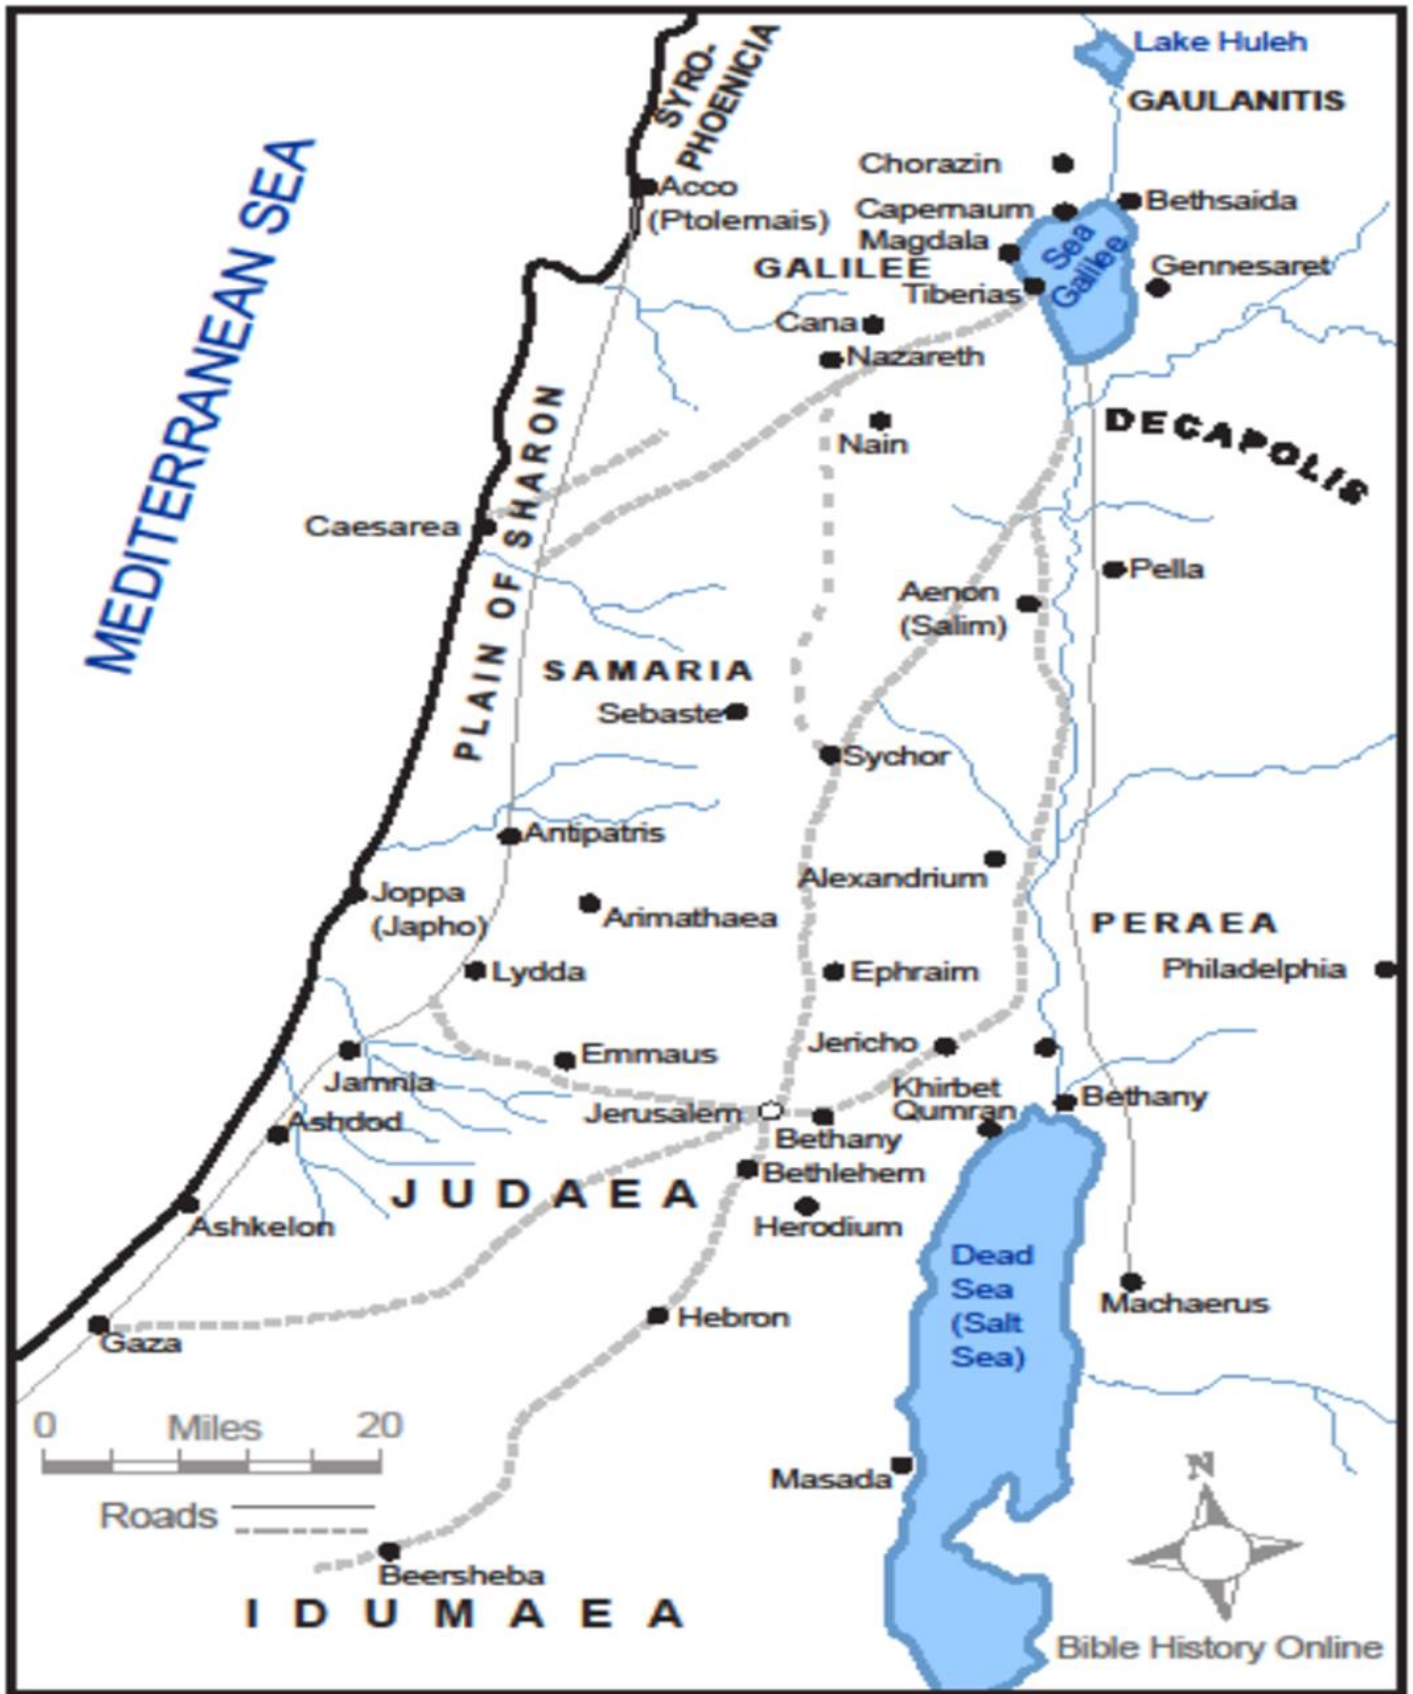 Lake Huleh
SYRO-
PHOENICIA
GAULANITIS
MEDITERRANEAN SEA
Chorazin
Acco
(Ptolemais)
Bethsaida
Capernaum
Magdala
Sea
Galilee
GALILEE
Gennesaret
Tiberias
Cana
Nazareth
DECAPOLIS
Nain
PLAIN OF SHARON
Caesarea
Pella
Aenon
(Salim)
SAMARIA
Sebaste
Sychor
Antipatris
Alexandrium
Joppa
(Japho)
Arimathaea
PERAEA
Lydda
Ephraim
Philadelphia
Jericho
Emmaus
Jamnia
Khirbet
Qumran
Bethany
Ashdod
Jerusalem
Bethany
Bethlehem
JUDAEA
Ashkelon
Herodium
Dead
Sea
(Salt
Sea)
Machaerus
Hebron
Gaza
0 Miles 20
Masada
N
Roads
Beersheba
IDUMAEA
Bible History Online